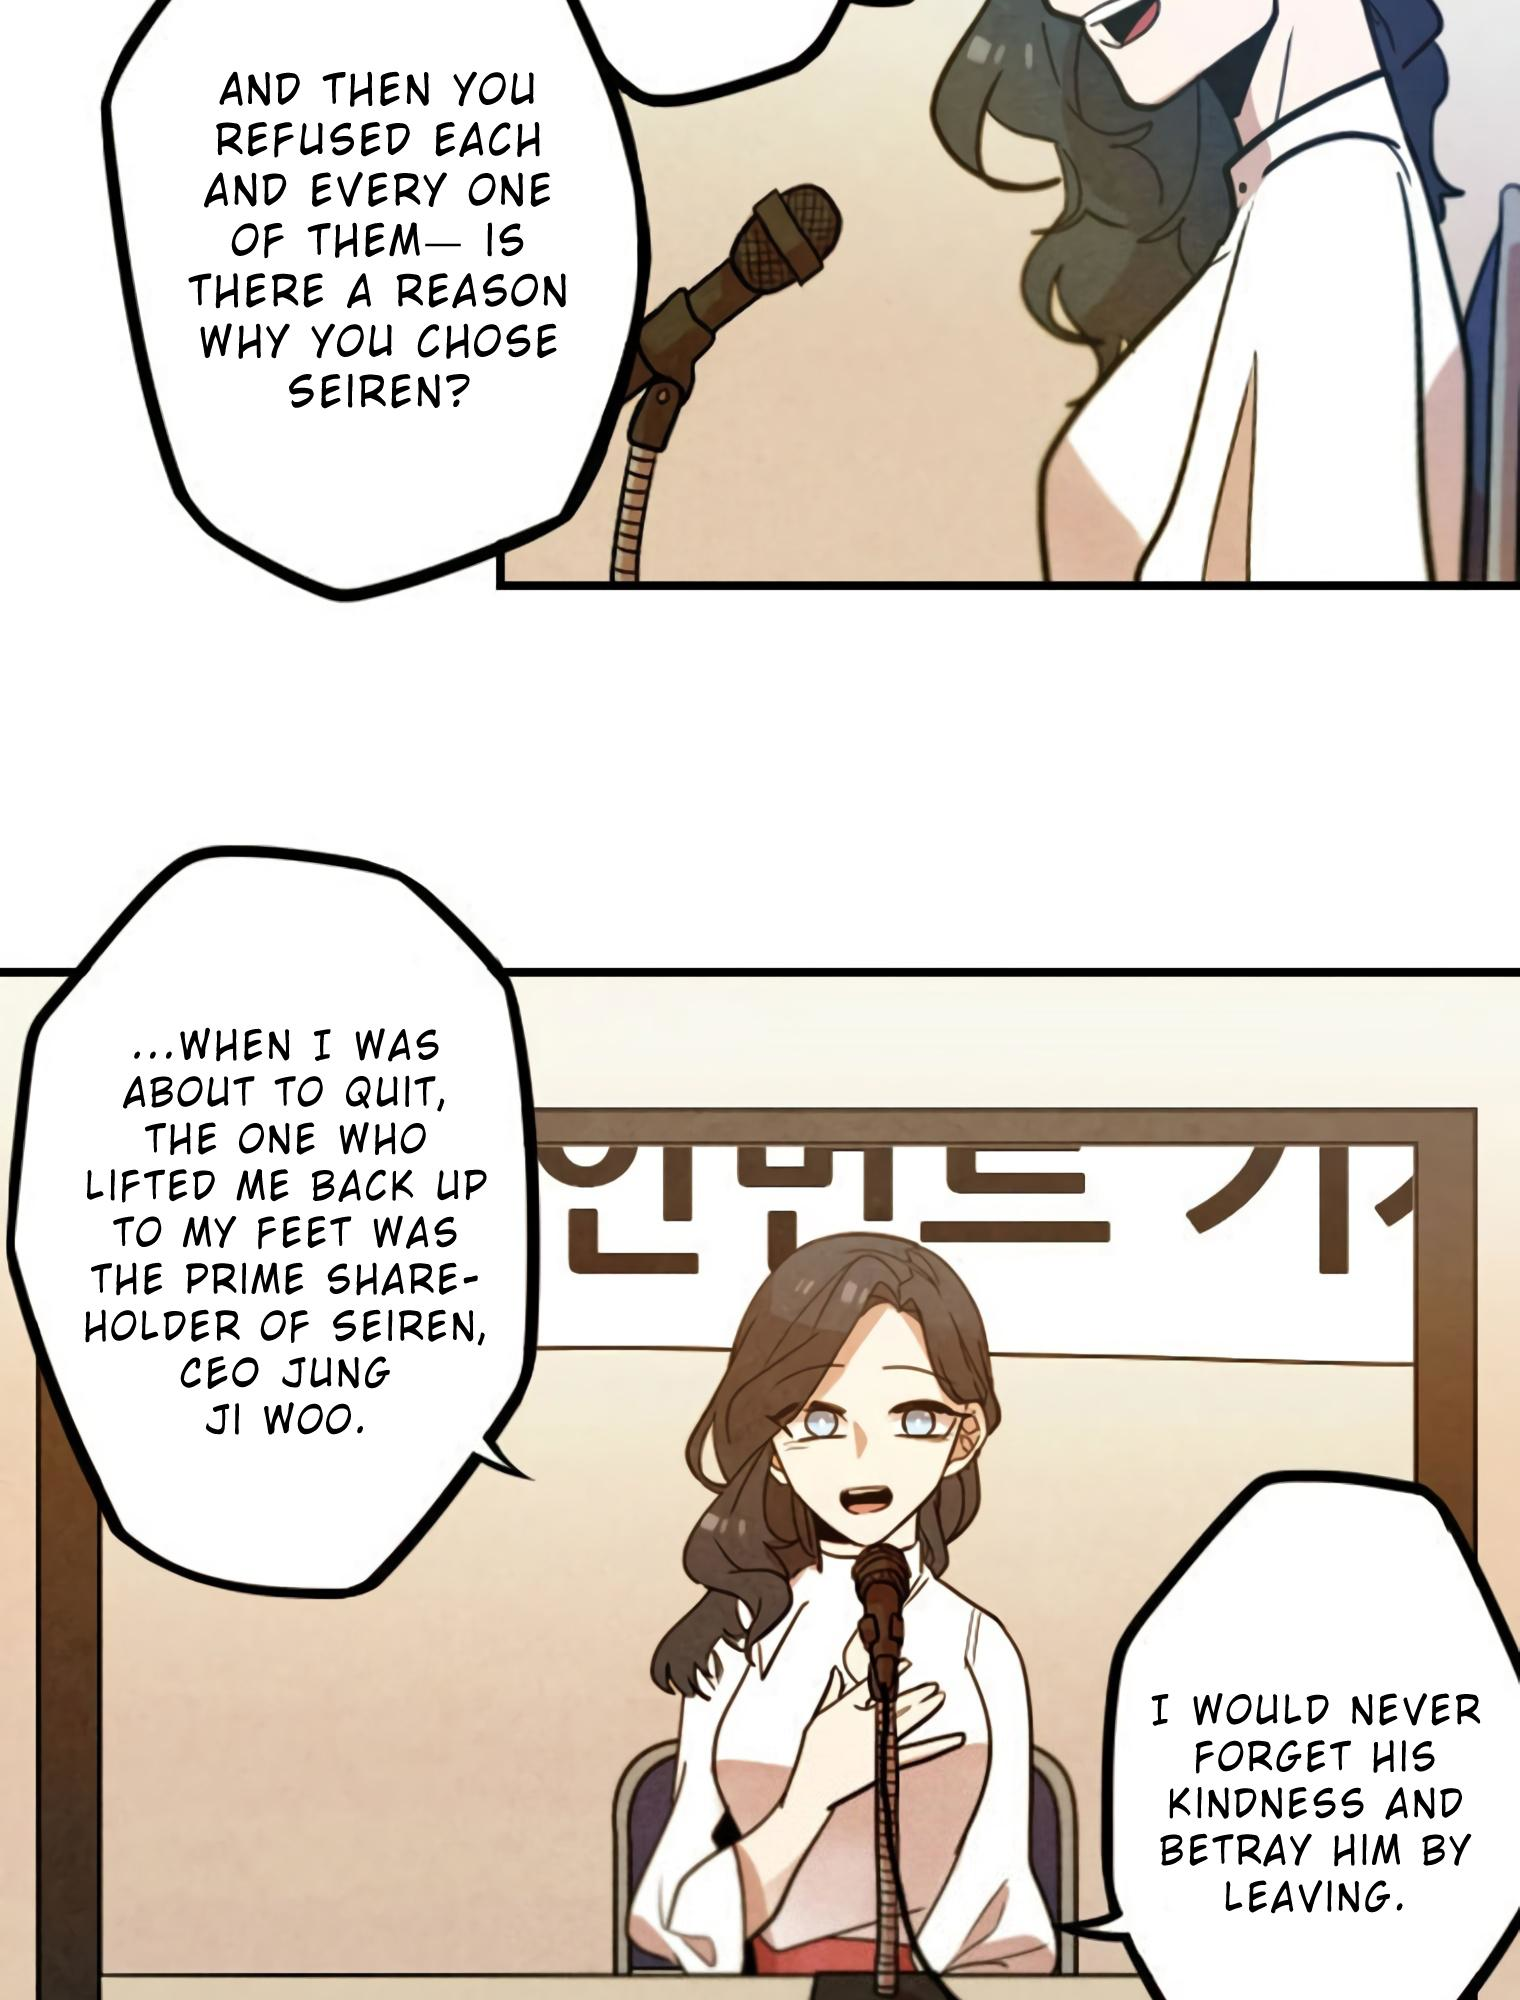 AND THEN YOU
REFUSED EACH
AND EVERY ONE
OF THEM— IS
THERE A REASON
WHY YOU CHOSE
SEIREN?
...WHEN I WAS
ABOUT TO QUIT,
THE ONE WHO
LIFTED ME BACK UP
TO MY FEET WAS
THE PRIME SHARE-
HOLDER OF SEIREN,
CEO JUNG
JI WOO.
I WOULD NEVER
FORGET HIS
KINDNESS AND
BETRAY HIM BY
LEAVING.